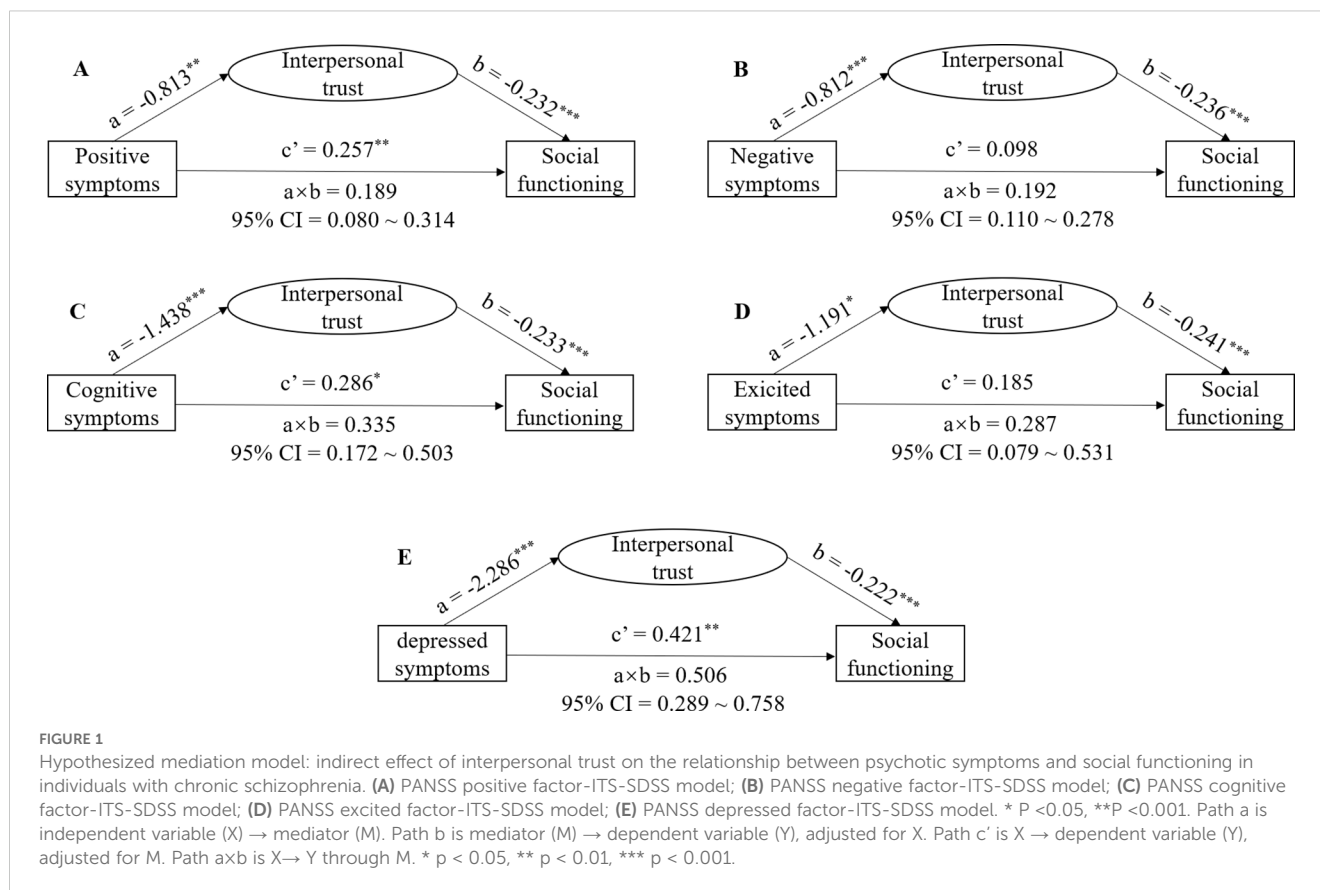 A
a = -0.813**
Interpersonal
trust
b = -0.232***
Positive
symptoms
c’ = 0.257**
a×b = 0.189
95% CI = 0.080 ~ 0.314
Social
functioning
B
a = -0.812***
Interpersonal
trust
b = -0.236***
Negative
symptoms
c’ = 0.098
a×b = 0.192
95% CI = 0.110 ~ 0.278
Social
functioning
C
a = -1.438***
Interpersonal
trust
b = -0.233***
Cognitive
symptoms
c’ = 0.286*
a×b = 0.335
95% CI = 0.172 ~ 0.503
Social
functioning
D
a = -1.191*
Interpersonal
trust
b = -0.241***
Exicited
symptoms
c’ = 0.185
a×b = 0.287
95% CI = 0.079 ~ 0.531
Social
functioning
E
a = -2.286***
Interpersonal
trust
b = -0.222***
depressed
symptoms
c’ = 0.421**
a×b = 0.506
95% CI = 0.289 ~ 0.758
Social
functioning
FIGURE 1
Hypothesized mediation model: indirect effect of interpersonal trust on the relationship between psychotic symptoms and social functioning in
individuals with chronic schizophrenia. (A) PANSS positive factor-ITS-SDSS model; (B) PANSS negative factor-ITS-SDSS model; (C) PANSS cognitive
factor-ITS-SDSS model; (D) PANSS excited factor-ITS-SDSS model; (E) PANSS depressed factor-ITS-SDSS model. * P <0.05, **P <0.001. Path a is
independent variable (X) → mediator (M). Path b is mediator (M) → dependent variable (Y), adjusted for X. Path c’ is X → dependent variable (Y),
adjusted for M. Path a×b is X→ Y through M. * p < 0.05, ** p < 0.01, *** p < 0.001.